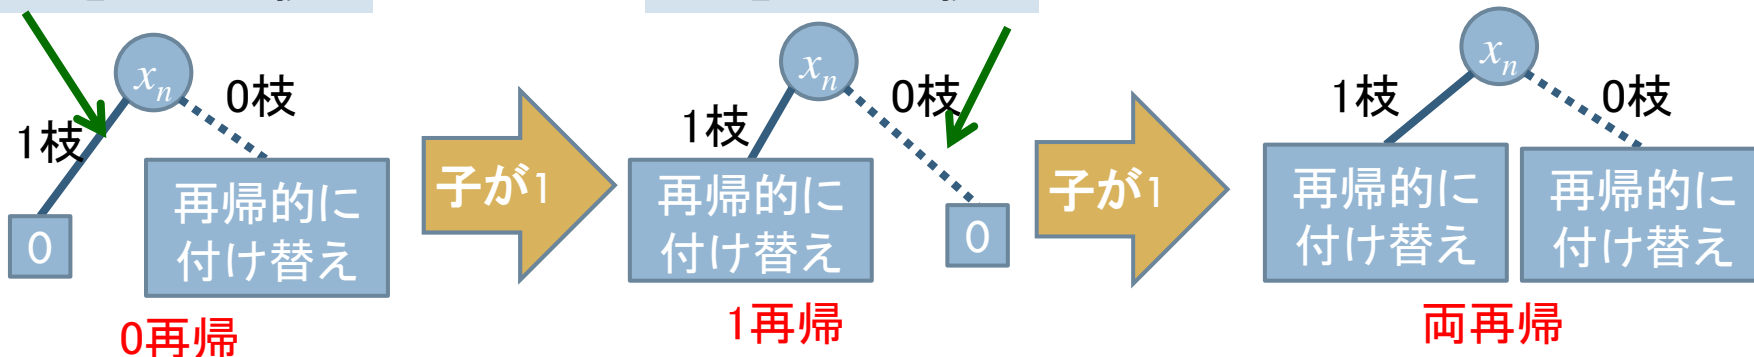 x_n
1枝
0枝
0
再帰的に
付け替え
0再帰
子が1
x_n
1枝
0枝
再帰的に
付け替え
0
1再帰
子が1
x_n
1枝
0枝
再帰的に
付け替え
再帰的に
付け替え
両再帰